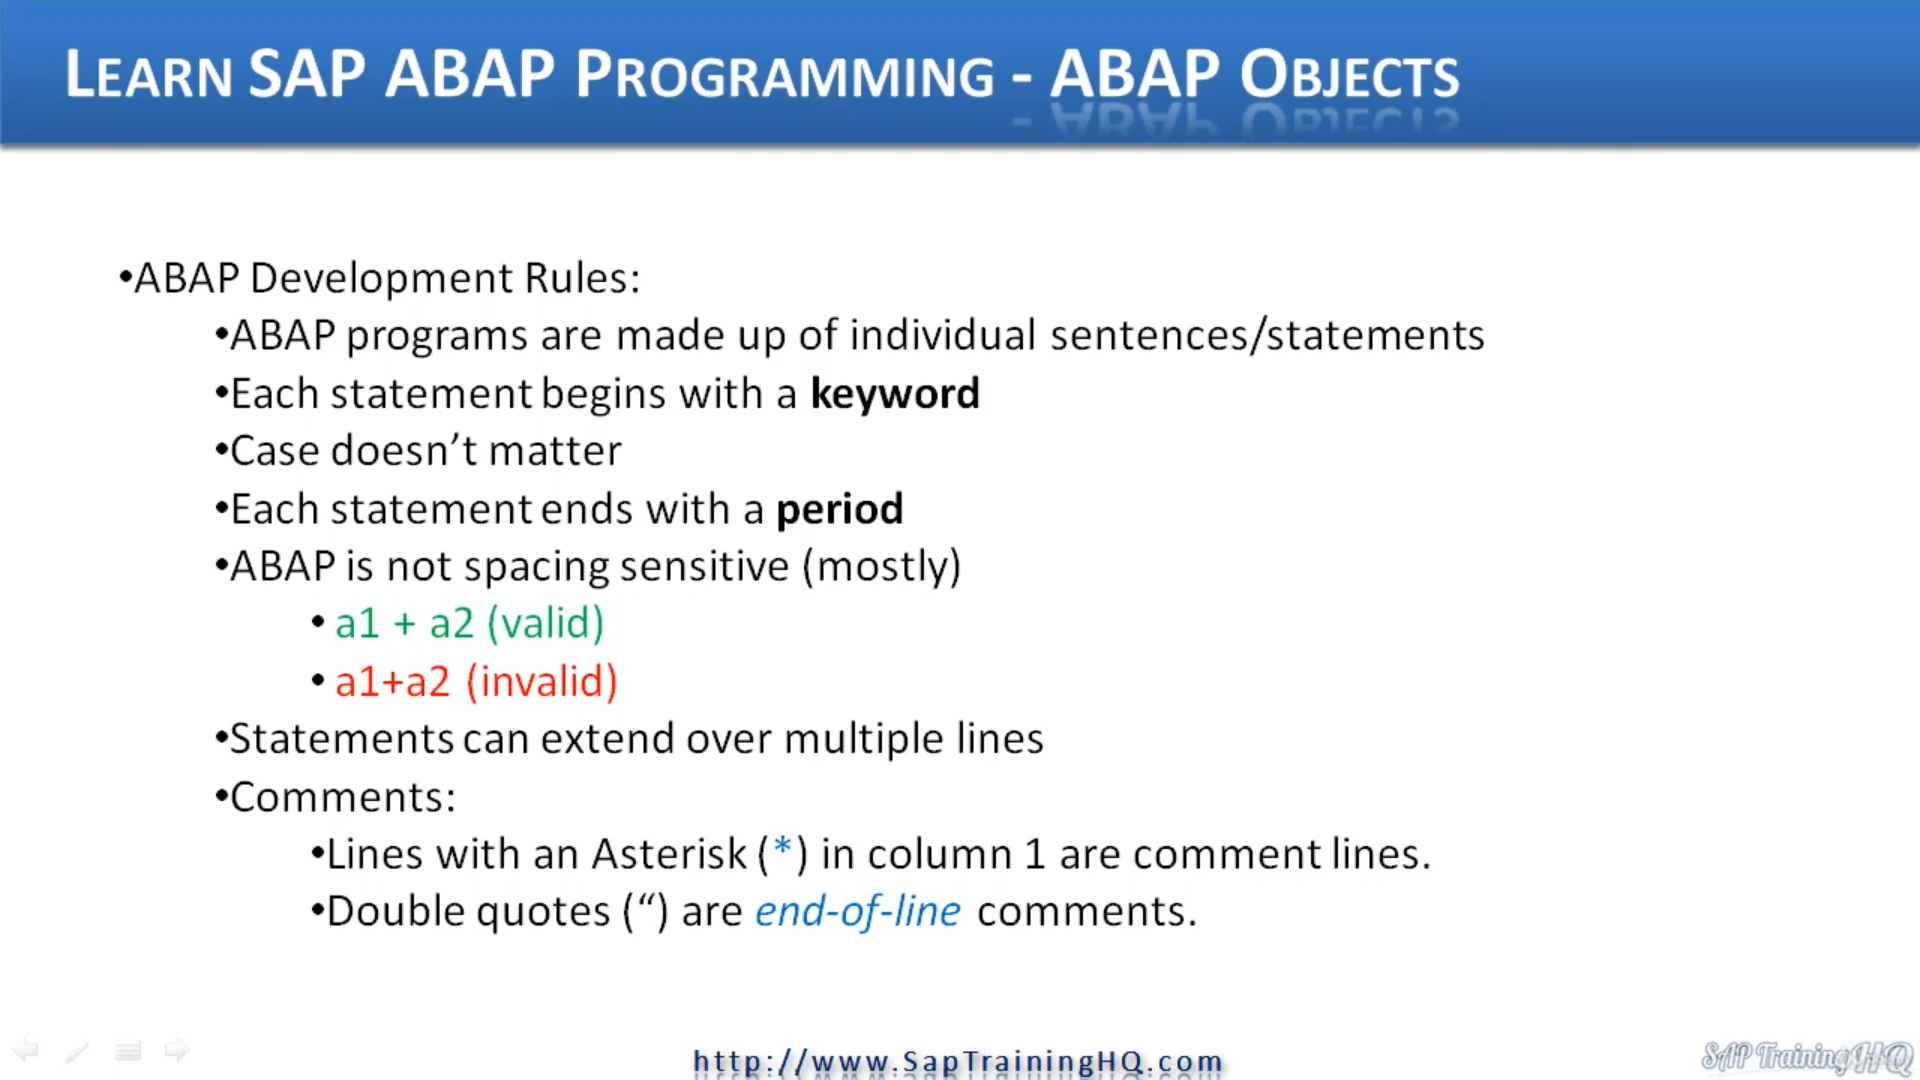 LEARN SAP ABAP PROGRAMMING - ABAP OBJECTS
•ABAP Development Rules:
•ABAP programs are made up of individual sentences/statements
•Each statement begins with a keyword
•Case doesn’t matter
•Each statement ends with a period
•ABAP is not spacing sensitive (mostly)
• a1 + a2 (valid)
• a1+a2 (invalid)
•Statements can extend over multiple lines
•Comments:
•Lines with an Asterisk (*) in column 1 are comment lines.
•Double quotes (“) are end-of-line comments.
http://www.SapTrainingHQ.com
SAP Training HQ